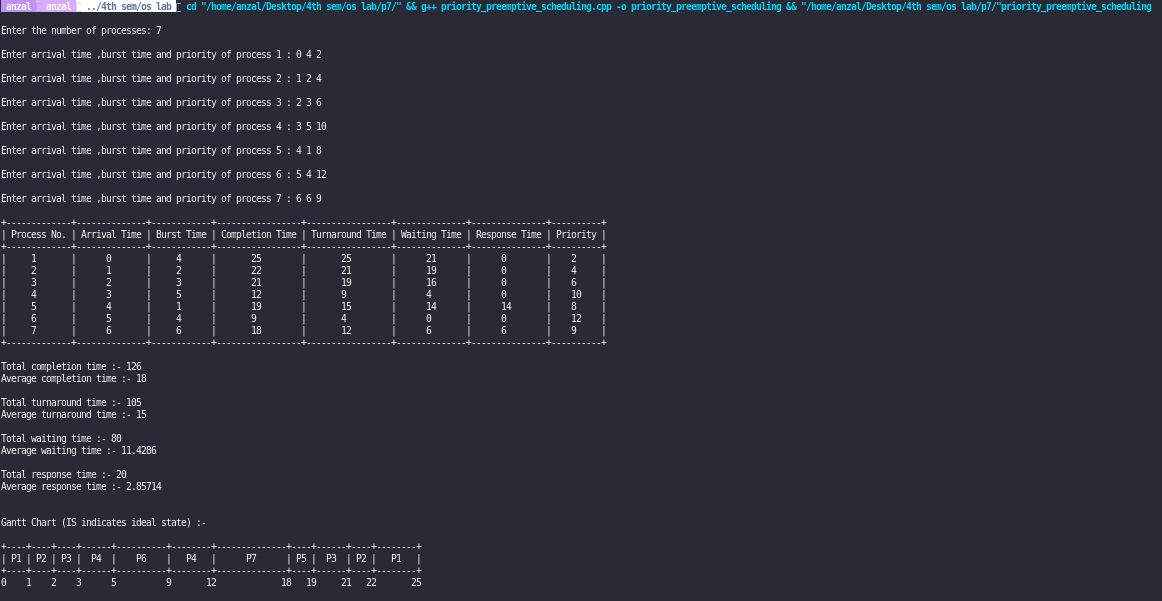 anzal  anzal  ../4th sem/os lab  cd "/home/anzal/Desktop/4th sem/os lab/p7/" && g++ priority_preemptive_scheduling.cpp -o priority_preemptive_scheduling && "/home/anzal/Desktop/4th sem/os lab/p7/"priority_preemptive_scheduling
Enter the number of processes: 7
Enter arrival time ,burst time and priority of process 1 : 0 4 2
Enter arrival time ,burst time and priority of process 2 : 1 2 4
Enter arrival time ,burst time and priority of process 3 : 2 3 6
Enter arrival time ,burst time and priority of process 4 : 3 5 10
Enter arrival time ,burst time and priority of process 5 : 4 1 8
Enter arrival time ,burst time and priority of process 6 : 5 4 12
Enter arrival time ,burst time and priority of process 7 : 6 6 9
+-------------+--------------+------------+-----------------+-----------------+--------------+---------------+----------+
| Process No. | Arrival Time | Burst Time | Completion Time | Turnaround Time | Waiting Time | Response Time | Priority |
+-------------+--------------+------------+-----------------+-----------------+--------------+---------------+----------+
|     1       |     0        |     4      |      25         |       25        |     21       |      0        |    2     |
|     2       |     1        |     2      |      22         |       21        |     19       |      0        |    4     |
|     3       |     2        |     3      |      21         |       19        |     16       |      0        |    6     |
|     4       |     3        |     5      |      12         |       9         |     4        |      0        |    10    |
|     5       |     4        |     1      |      19         |       15        |     14       |      14       |    8     |
|     6       |     5        |     4      |      9          |       4         |     0        |      0        |    12    |
|     7       |     6        |     6      |      18         |       12        |     6        |      6        |    9     |
+-------------+--------------+------------+-----------------+-----------------+--------------+---------------+----------+
Total completion time :- 126
Average completion time :- 18
Total turnaround time :- 105
Average turnaround time :- 15
Total waiting time :- 80
Average waiting time :- 11.4286
Total response time :- 20
Average response time :- 2.85714
Gantt Chart (IS indicates ideal state) :-
+----+----+----+------+----------+--------+--------------+----+------+----+--------+
| P1 | P2 | P3 |  P4  |    P6    |   P4   |      P7      | P5 |  P3  | P2 |   P1   |
+----+----+----+------+----------+--------+--------------+----+------+----+--------+
0    1    2    3      5          9       12             18   19     21   22       25